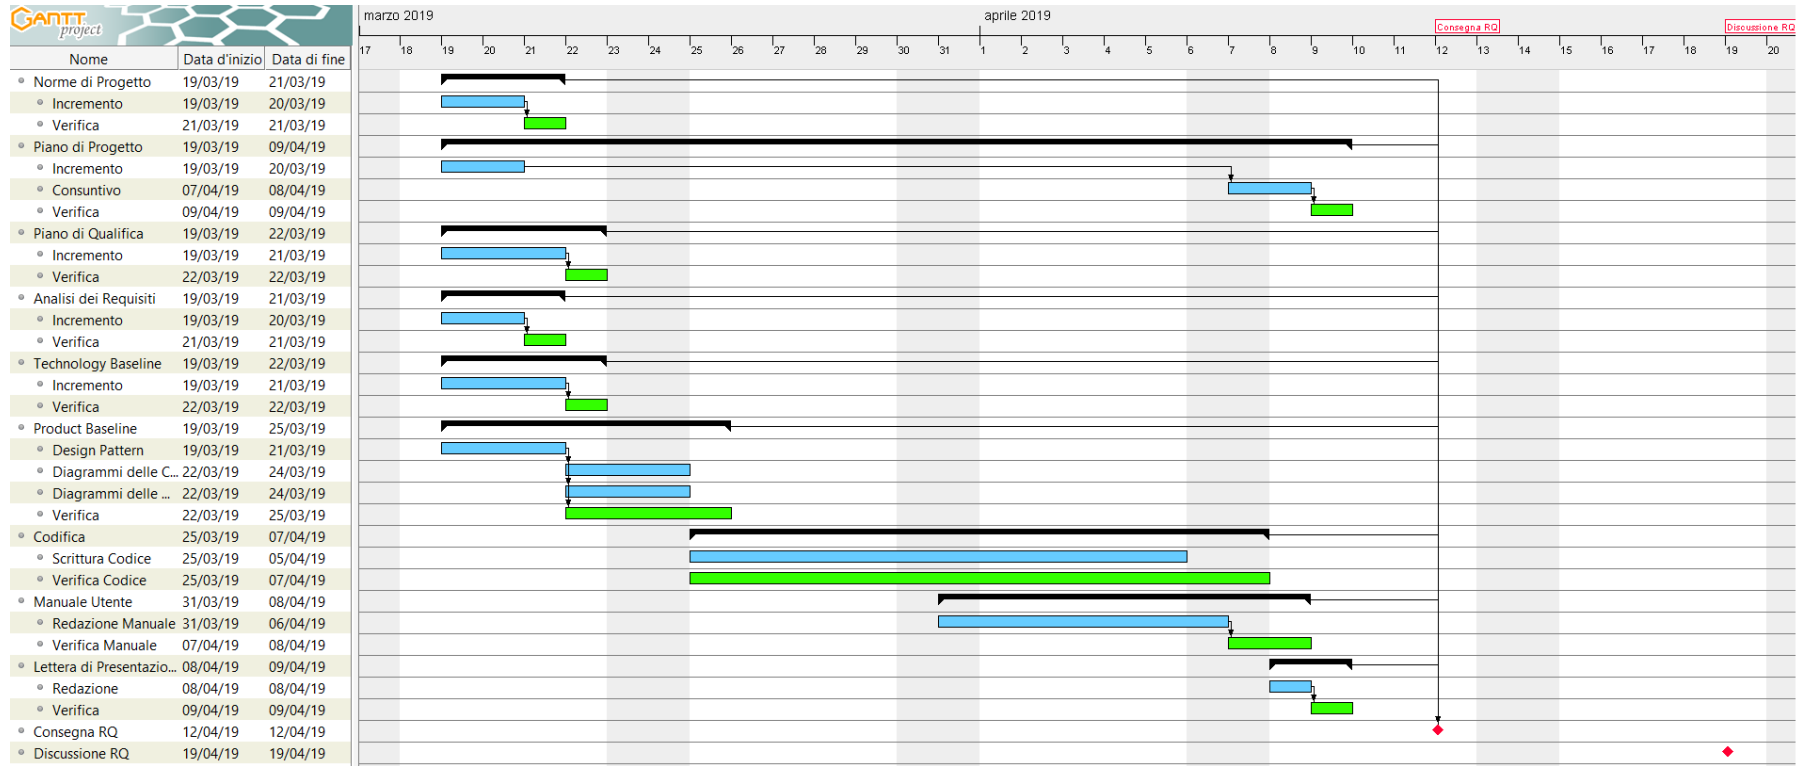 GANTT
project
marzo 2019
aprile 2019
Consegna RQ
Discussione RQ
17 18 19 20 21 22 23 24 25 26 27 28 29 30 31 1 2 3 4 5 6 7 8 9 10 11 12 13 14 15 16 17 18 19 20
Nome Data d'inizio Data di fine
Norme di Progetto 19/03/19 21/03/19
Incremento 19/03/19 20/03/19
Verifica 21/03/19 21/03/19
Piano di Progetto 19/03/19 09/04/19
Incremento 19/03/19 20/03/19
Consuntivo 07/04/19 08/04/19
Verifica 09/04/19 09/04/19
Piano di Qualifica 19/03/19 22/03/19
Incremento 19/03/19 21/03/19
Verifica 22/03/19 22/03/19
Analisi dei Requisiti 19/03/19 21/03/19
Incremento 19/03/19 20/03/19
Verifica 21/03/19 21/03/19
Technology Baseline 19/03/19 22/03/19
Incremento 19/03/19 21/03/19
Verifica 22/03/19 22/03/19
Product Baseline 19/03/19 25/03/19
Design Pattern 19/03/19 21/03/19
Diagrammi delle C... 22/03/19 24/03/19
Diagrammi delle ... 22/03/19 24/03/19
Verifica 22/03/19 25/03/19
Codifica 25/03/19 07/04/19
Scrittura Codice 25/03/19 05/04/19
Verifica Codice 25/03/19 07/04/19
Manuale Utente 31/03/19 08/04/19
Redazione Manuale 31/03/19 06/04/19
Verifica Manuale 07/04/19 08/04/19
Lettera di Presentazio... 08/04/19 09/04/19
Redazione 08/04/19 08/04/19
Verifica 09/04/19 09/04/19
Consegna RQ 12/04/19 12/04/19
Discussione RQ 19/04/19 19/04/19